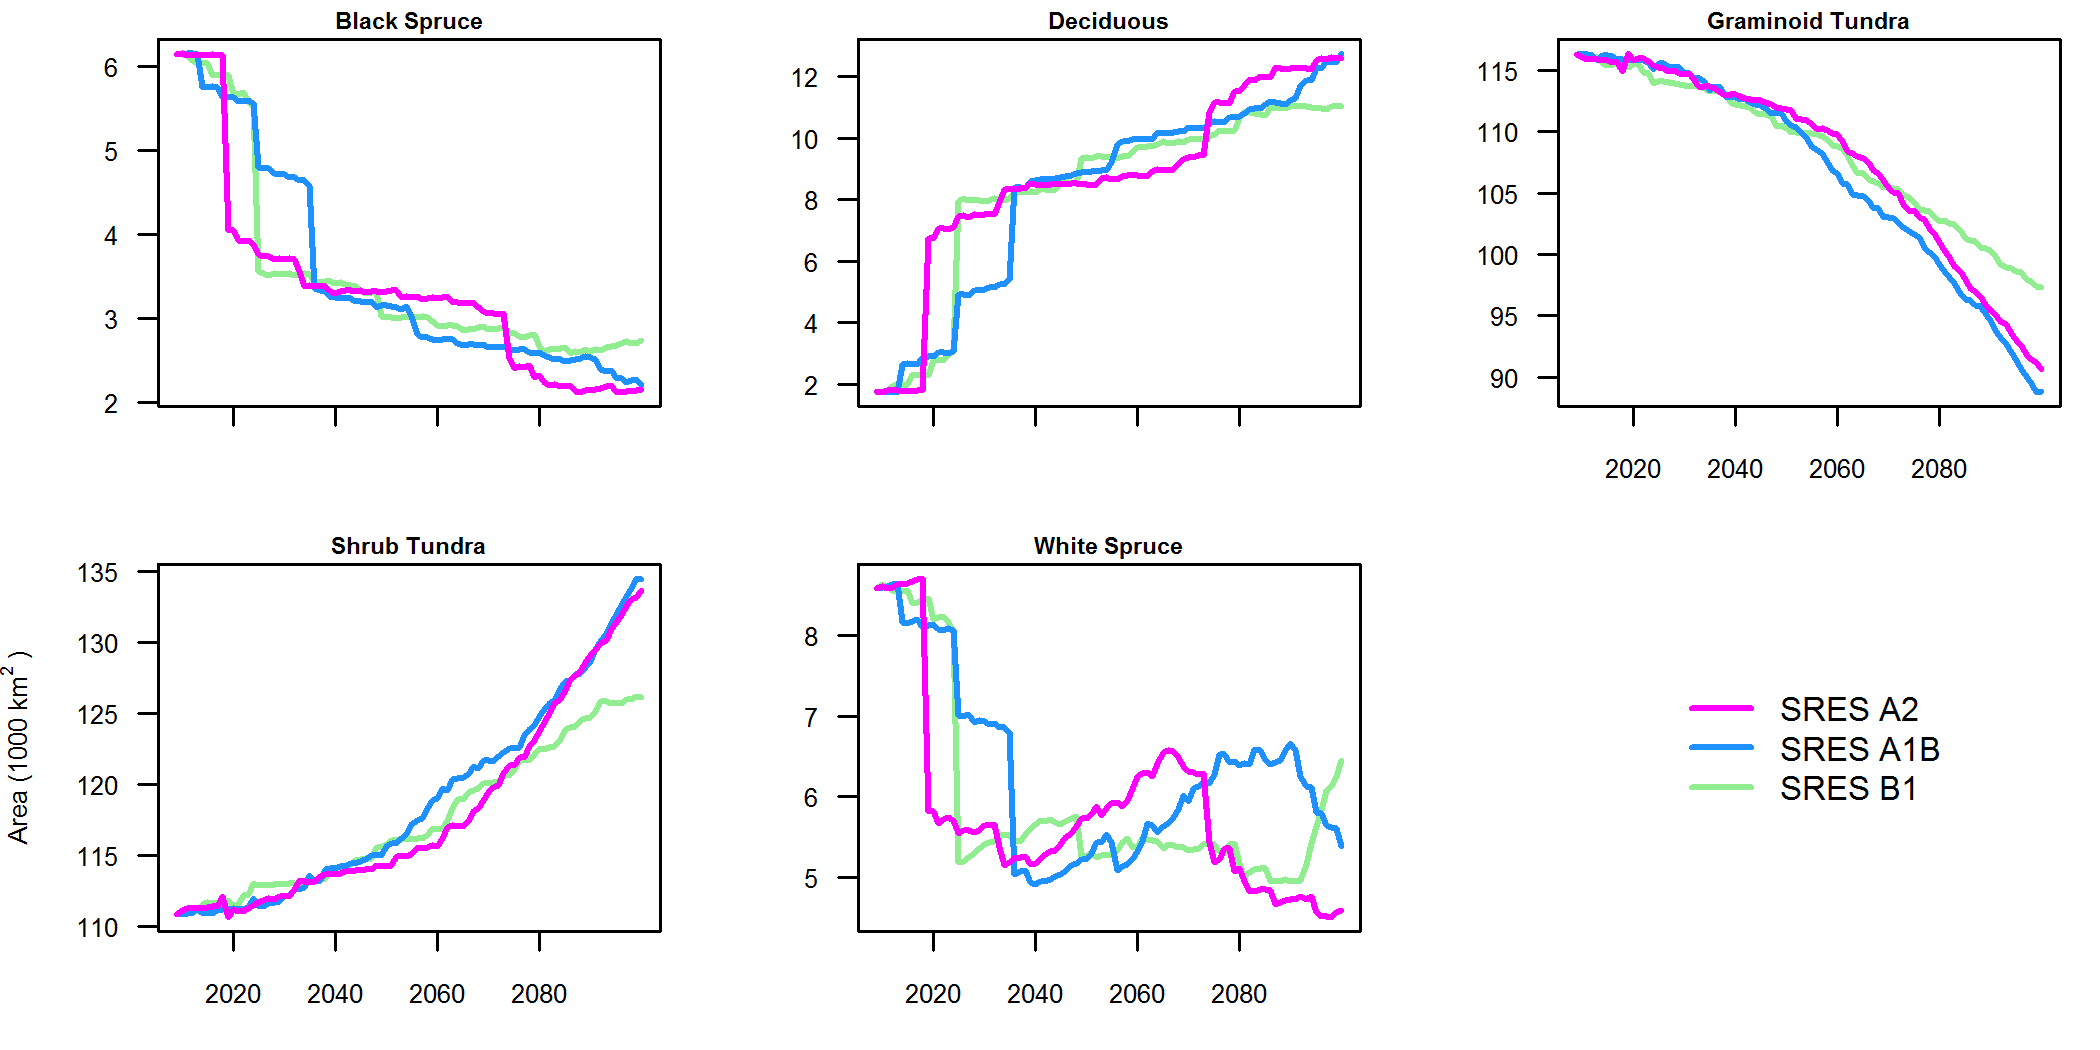 Black Spruce
6
5
4
3
2
Deciduous
12
10
8
6
4
2
Graminoid Tundra
115
110
105
100
95
90
2020 2040 2060 2080
Area (1000 km²)
Shrub Tundra
135
130
125
120
115
110
2020 2040 2060 2080
White Spruce
8
7
6
5
2020 2040 2060 2080
SRES A2
SRES A1B
SRES B1